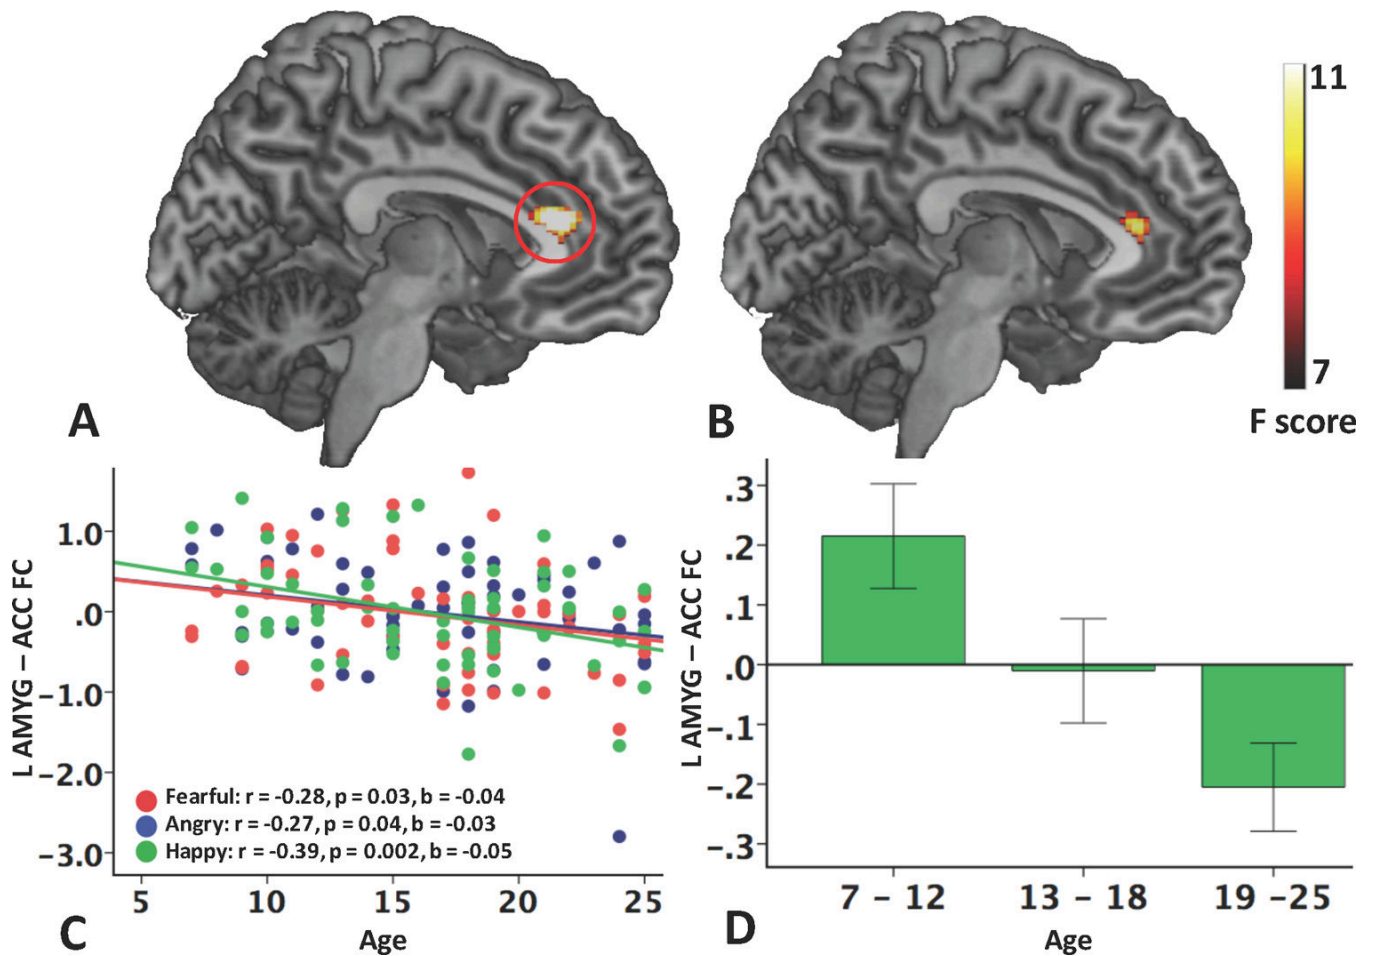 11
7
F score
A
B
L AMYG – ACC FC
1.0
.0
-1.0
-2.0
-3.0
Fearful: r = -0.28, p = 0.03, b = -0.04
Angry: r = -0.27, p = 0.04, b = -0.03
Happy: r = -0.39, p = 0.002, b = -0.05
5 10 15 20 25
Age
C
L AMYG – ACC FC
.3
.2
.1
.0
-.1
-.2
-.3
7 – 12 13 – 18 19 –25
Age
D